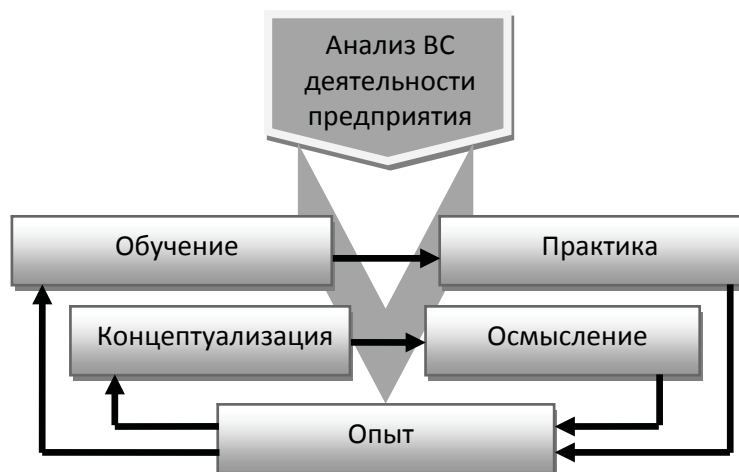 Анализ ВС
деятельности
предприятия
Обучение
Практика
Концептуализация
Осмысление
Опыт